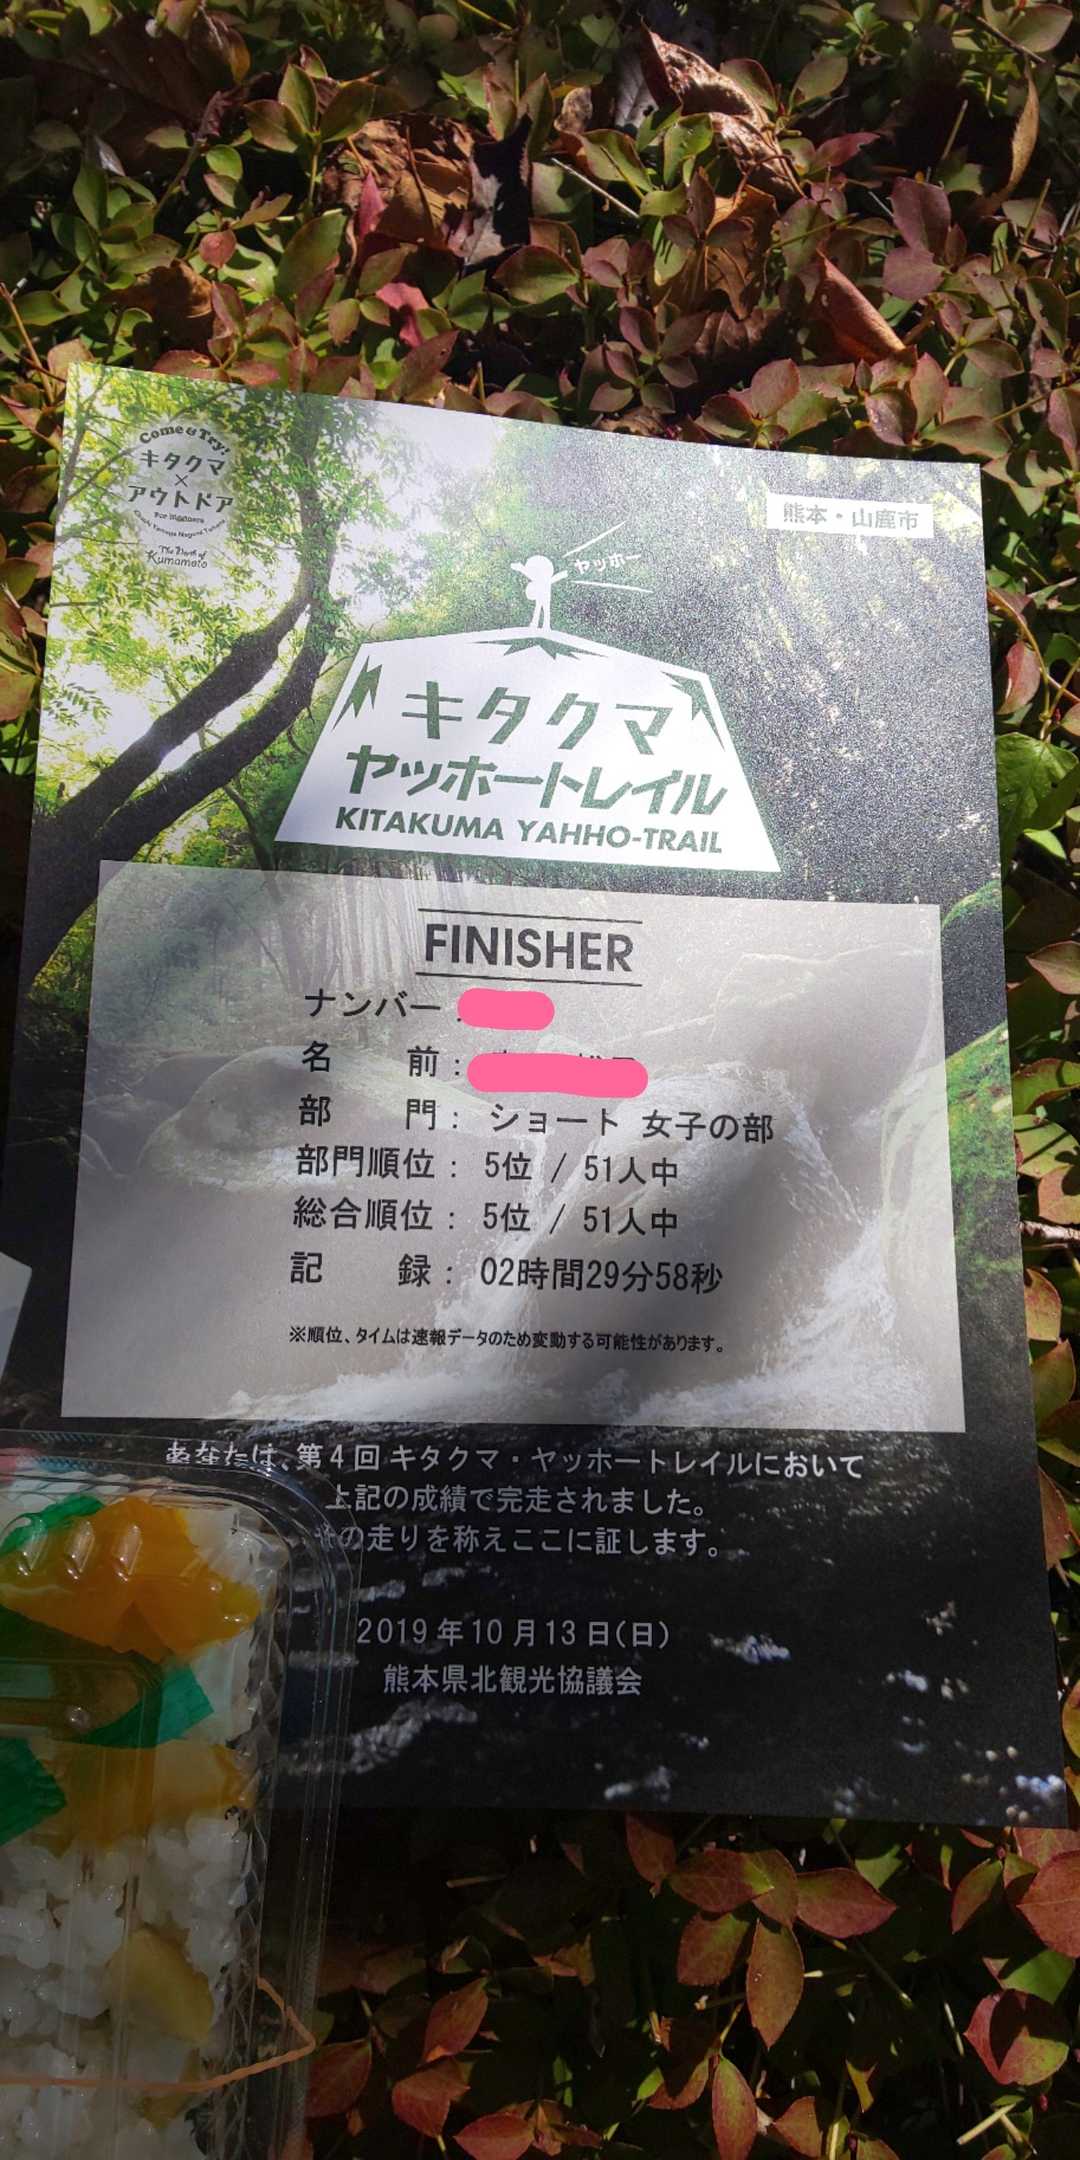 Come & Try!
キタクマ
×
アウトドア
For Biginners
The North of
Kumamoto
熊本・山鹿市
ヤッホー
キタクマ
ヤッホートレイル
KITAKUMA YAHHO-TRAIL
FINISHER
ナンバー：
名前：
部門： ショート 女子の部
部門順位： 5位 / 51人中
総合順位： 5位 / 51人中
記録： 02時間29分58秒
※順位、タイムは速報データのため変動する可能性があります。
あなたは、第4回 キタクマ・ヤッホートレイルにおいて
上記の成績で完走されました。
その走りを称えここに証します。
2019年10月13日(日)
熊本県北観光協議会